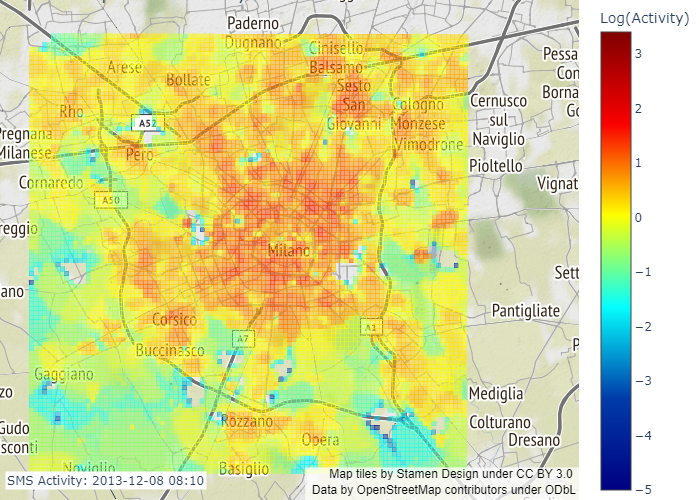 Log(Activity)
Paderno
Dugnano
Cinisello
Balsamo
Arese
Bollate
Sesto
San
Giovanni
Pessa
Con
Borna
Go
Rho
A52
Cologno
Monzese
Cernusco
sul
Naviglio
Pregnana
Milanese
Pero
Vimodrone
Pioltello
Cornaredo
Vignat
A50
reggio
Milano
Sett
ano
Pantigliate
Corsico
A7
A1
Buccinasco
P
Gaggiano
zo
Mediglia
Rozzano
Colturano
Gudo
sconti
Opera
Dresano
Noviglio
Basiglio
SMS Activity: 2013-12-08 08:10
Map tiles by Stamen Design under CC BY 3.0
Data by OpenStreetMap contributors under ODbL
3
2
1
0
−1
−2
−3
−4
−5